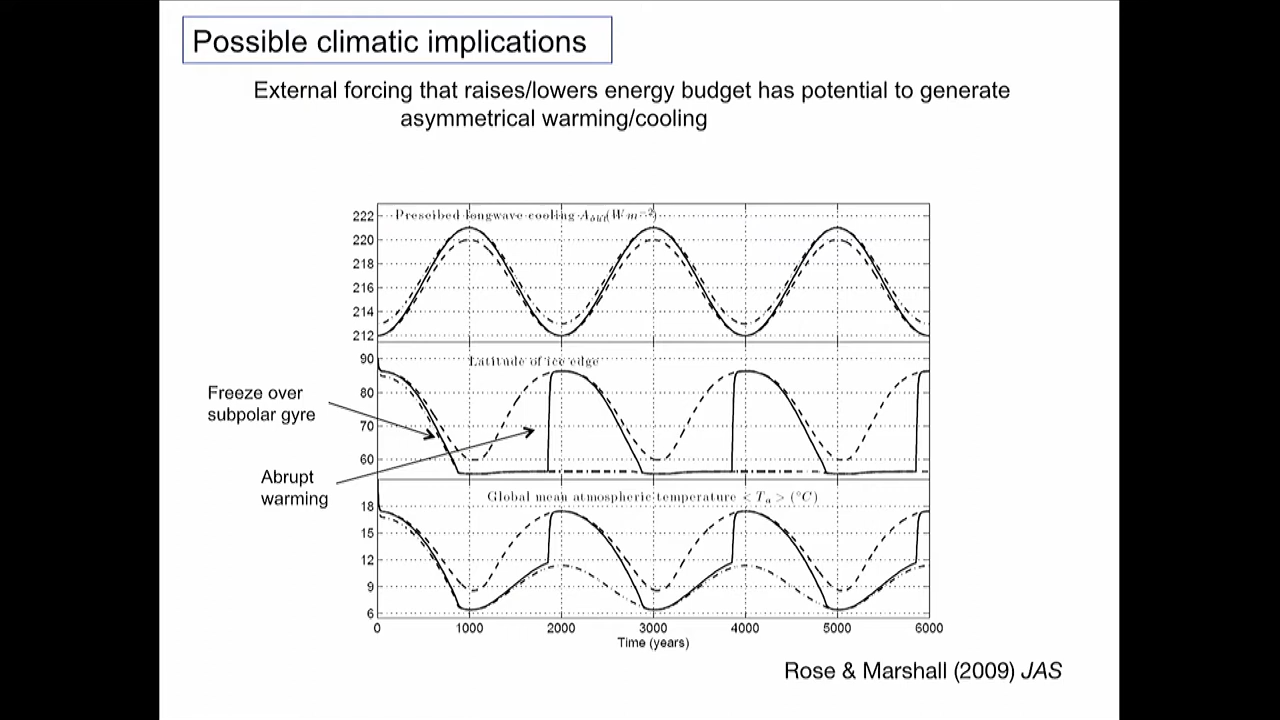 Possible climatic implications
External forcing that raises/lowers energy budget has potential to generate
asymmetrical warming/cooling
Prescibed longwave cooling A_out(W m^-2)
222
220
218
216
214
212
Latitude of ice edge
90
80
70
60
Freeze over
subpolar gyre
Abrupt
warming
Global mean atmospheric temperature < T_a > (°C)
18
15
12
9
6
0 1000 2000 3000 4000 5000 6000
Time (years)
Rose & Marshall (2009) JAS